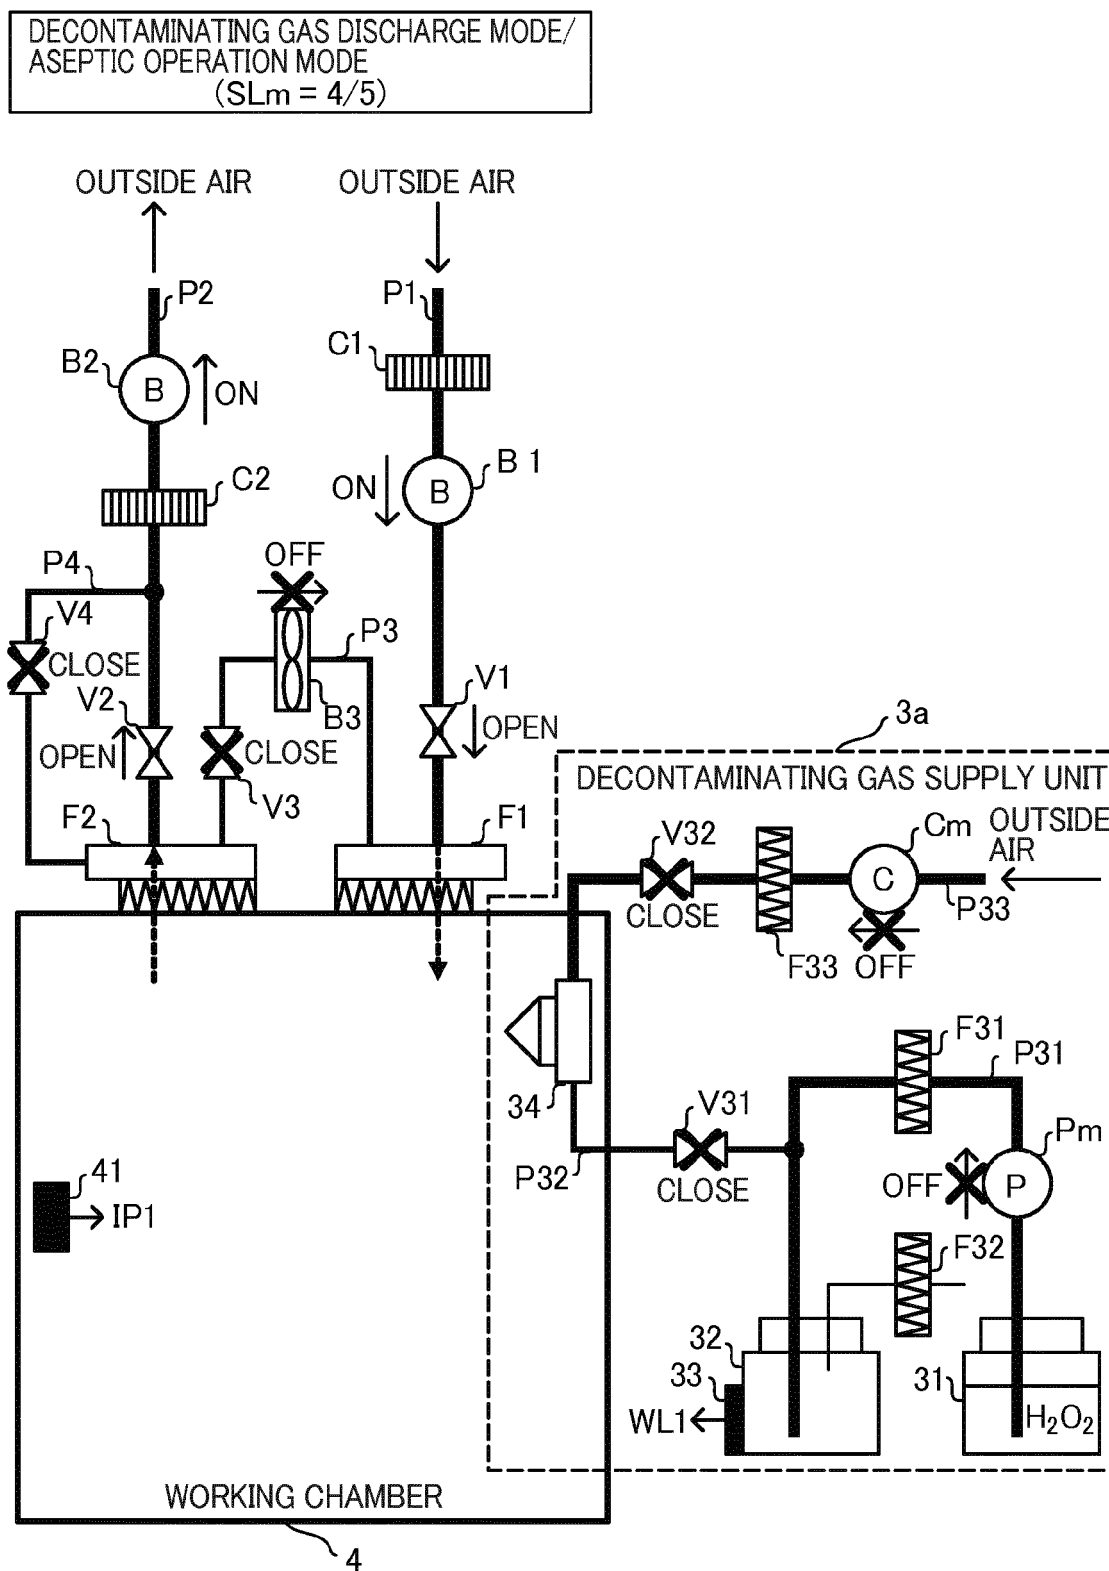 DECONTAMINATING GAS DISCHARGE MODE/
ASEPTIC OPERATION MODE
(SLm = 4/5)
OUTSIDE AIR
OUTSIDE AIR
P2
P1
C1
B2
B
ON
B 1
ON
B
C2
OFF
P4
V4
P3
CLOSE
V1
V2
B3
OPEN
3a
OPEN
CLOSE
V3
DECONTAMINATING GAS SUPPLY UNIT
F2
F1
V32
Cm
OUTSIDE
AIR
C
CLOSE
P33
F33
OFF
F31
P31
34
V31
Pm
P32
CLOSE
OFF
P
41
IP1
F32
32
33
31
WL1
H₂O₂
WORKING CHAMBER
4